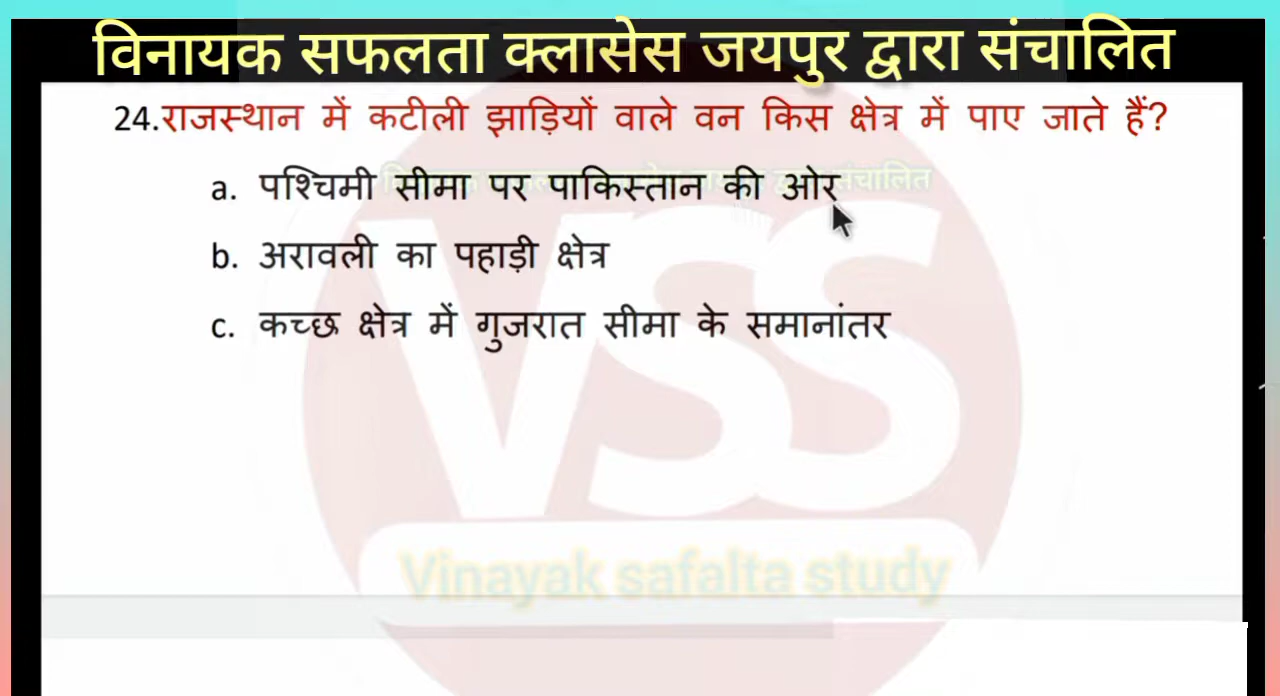 विनायक सफलता क्लासेस जयपुर द्वारा संचालित
24.राजस्थान में कटीली झाड़ियों वाले वन किस क्षेत्र में पाए जाते हैं?
a. पश्चिमी सीमा पर पाकिस्तान की ओर
b. अरावली का पहाड़ी क्षेत्र
c. कच्छ क्षेत्र में गुजरात सीमा के समानांतर
VSS
Vinayak safalta study